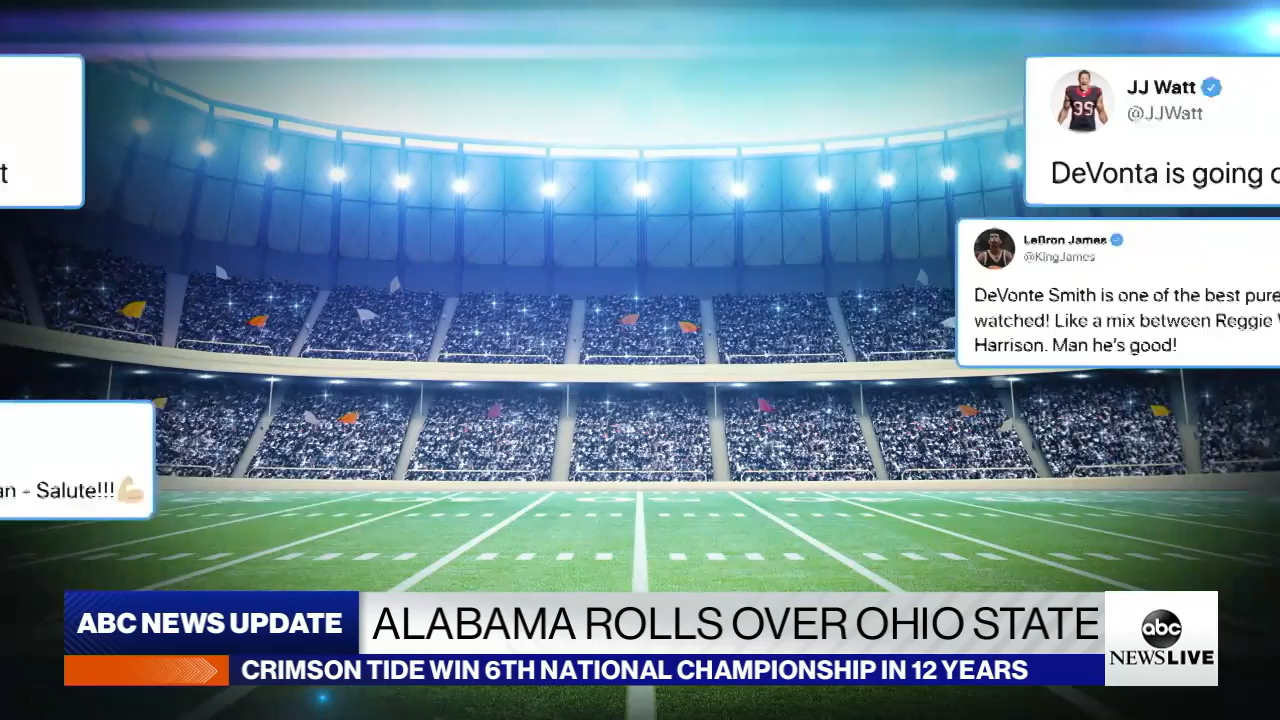 t
JJ Watt
@JJWatt
DeVonta is going
LeBron James
@KingJames
DeVonte Smith is one of the best pure
watched! Like a mix between Reggie
Harrison. Man he's good!
an - Salute!!!💪🏼
ABC NEWS UPDATE
ALABAMA ROLLS OVER OHIO STATE
CRIMSON TIDE WIN 6TH NATIONAL CHAMPIONSHIP IN 12 YEARS
abc
NEWSLIVE
99